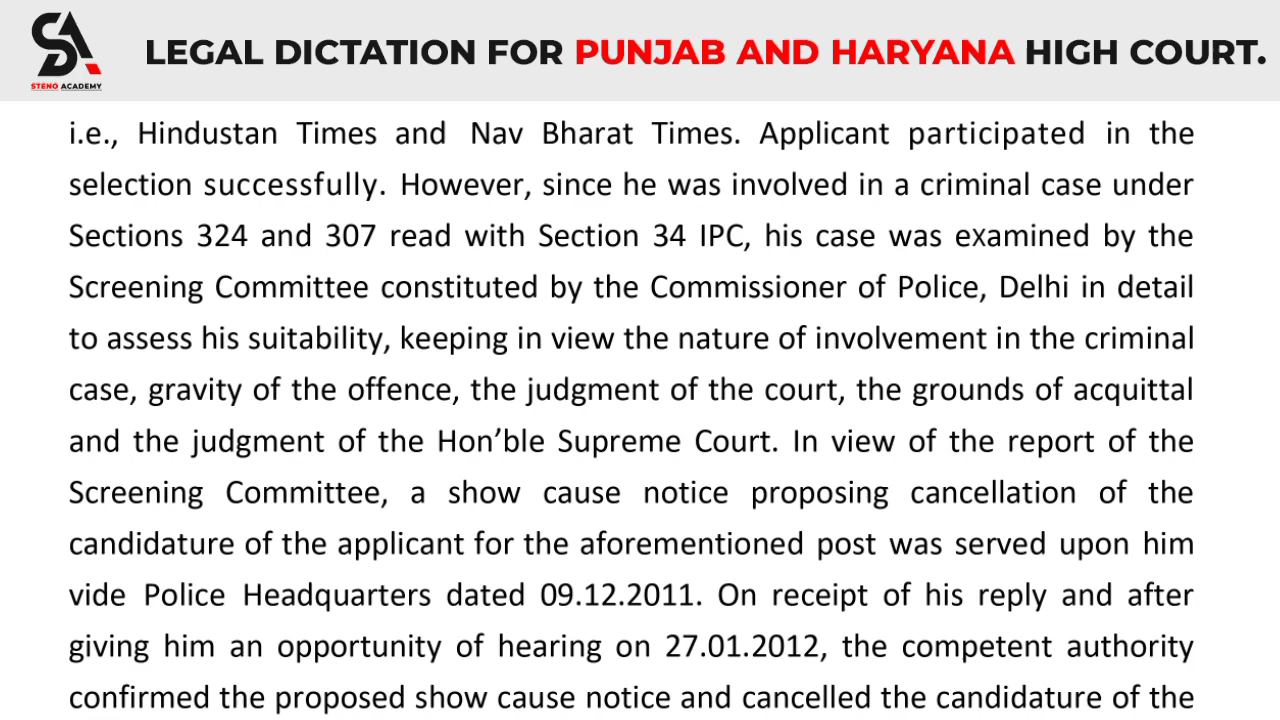 LEGAL DICTATION FOR PUNJAB AND HARYANA HIGH COURT.
SA
STENO ACADEMY
i.e., Hindustan Times and Nav Bharat Times. Applicant participated in the
selection successfully. However, since he was involved in a criminal case under
Sections 324 and 307 read with Section 34 IPC, his case was examined by the
Screening Committee constituted by the Commissioner of Police, Delhi in detail
to assess his suitability, keeping in view the nature of involvement in the criminal
case, gravity of the offence, the judgment of the court, the grounds of acquittal
and the judgment of the Hon’ble Supreme Court. In view of the report of the
Screening Committee, a show cause notice proposing cancellation of the
candidature of the applicant for the aforementioned post was served upon him
vide Police Headquarters dated 09.12.2011. On receipt of his reply and after
giving him an opportunity of hearing on 27.01.2012, the competent authority
confirmed the proposed show cause notice and cancelled the candidature of the